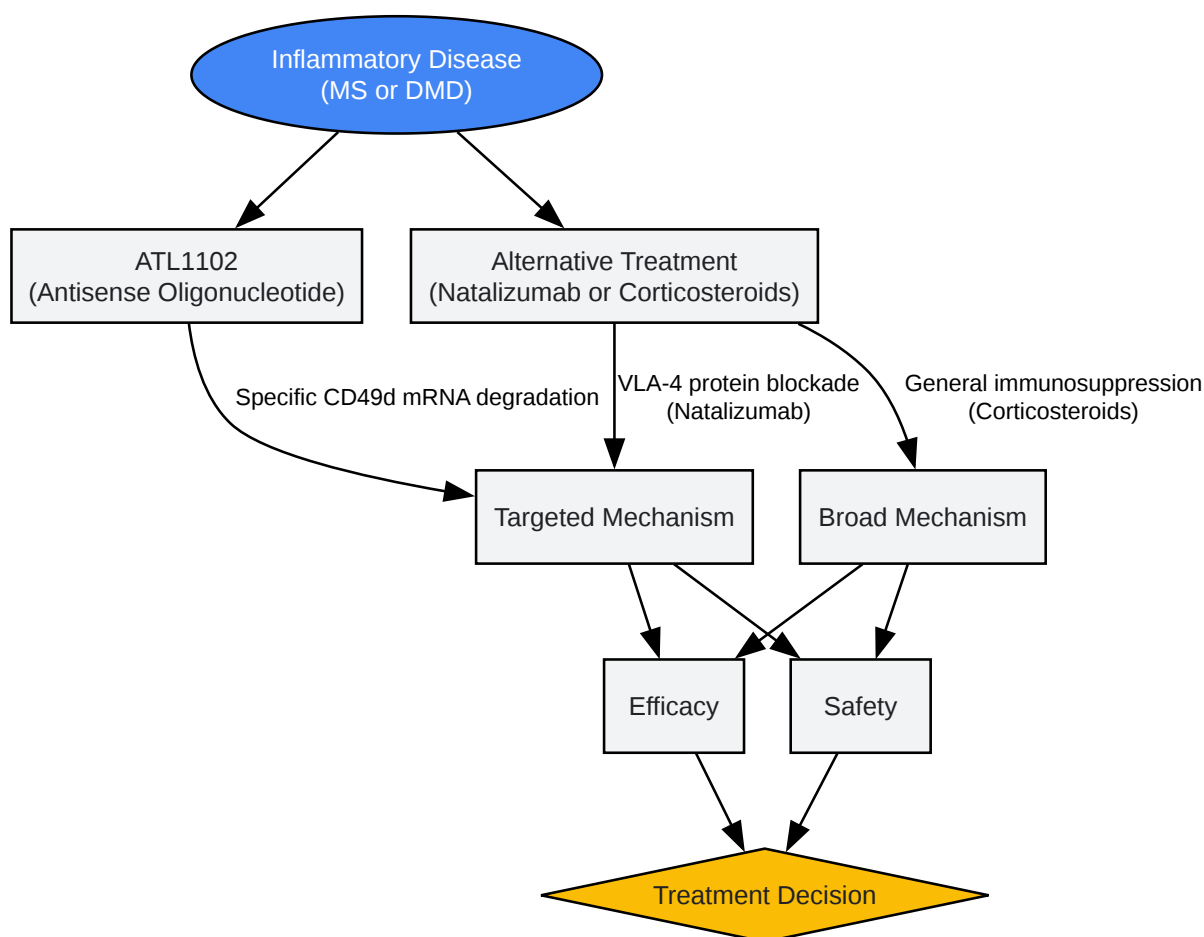 Inflammatory Disease
(MS or DMD)
ATL1102
(Antisense Oligonucleotide)
Alternative Treatment
(Natalizumab or Corticosteroids)
Specific CD49d mRNA degradation
VLA-4 protein blockade
(Natalizumab)
General immunosuppression
(Corticosteroids)
Targeted Mechanism
Broad Mechanism
Efficacy
Safety
Treatment Decision